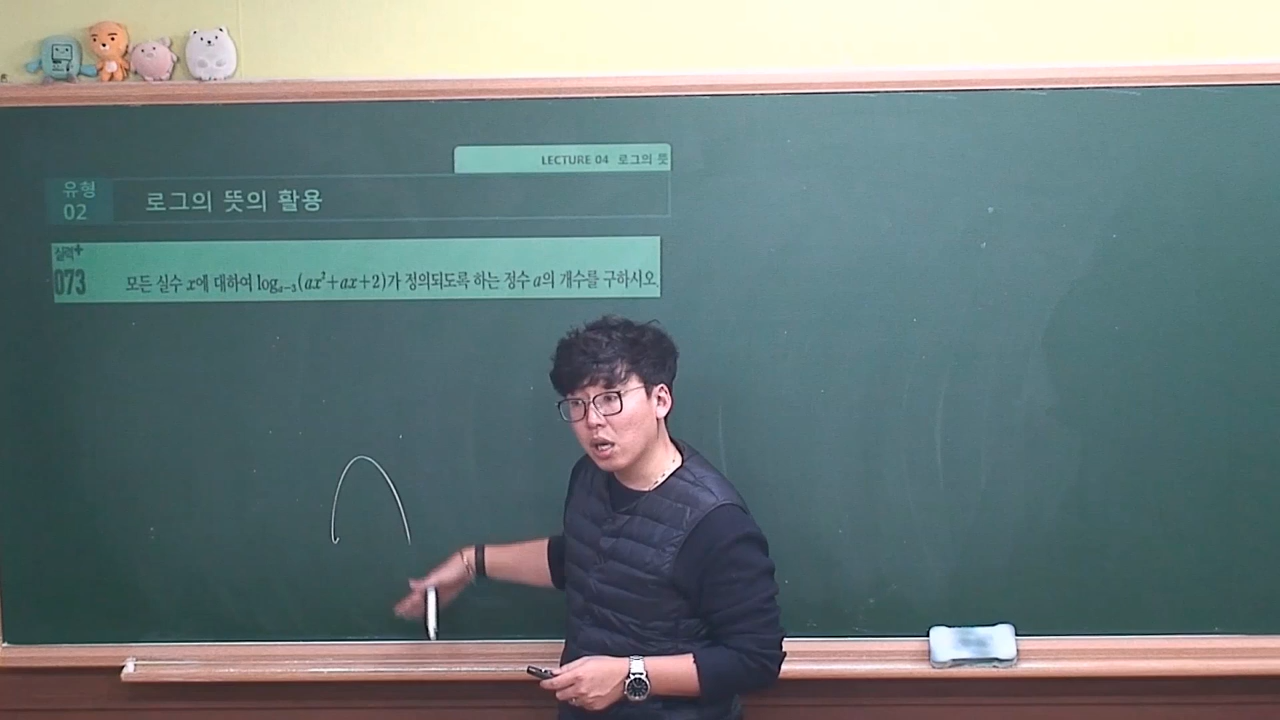 LECTURE 04 로그의 뜻
유형
02
로그의 뜻의 활용
실력+
073 모든 실수 x에 대하여 logₐ₋₃(ax²+ax+2)가 정의되도록 하는 정수 a의 개수를 구하시오.